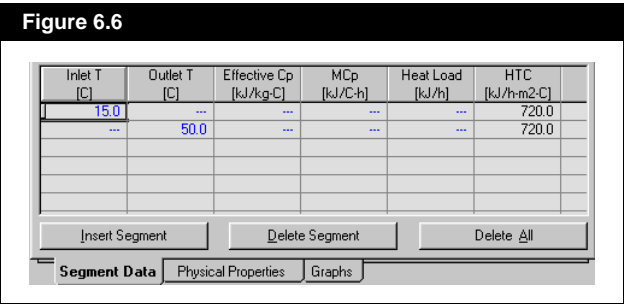 Figure 6.6
Inlet T Outlet T Effective Cp MCp Heat Load HTC
[C] [C] [kJ/kg-C] [kJ/C-h] [kJ/h] [kJ/h-m2-C]
15.0 --- --- --- --- 720.0
--- 50.0 --- --- --- 720.0
Insert Segment Delete Segment Delete All
Segment Data Physical Properties Graphs